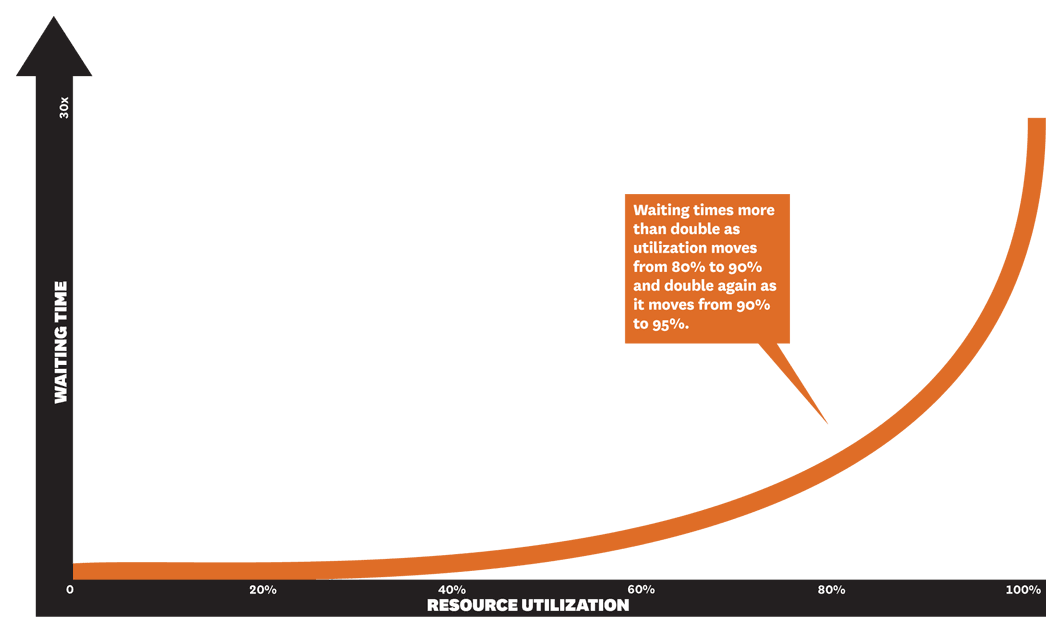 30x
WAITING TIME
Waiting times more
than double as
utilization moves
from 80% to 90%
and double again as
it moves from 90%
to 95%.
0 20% 40% 60% 80% 100%
RESOURCE UTILIZATION